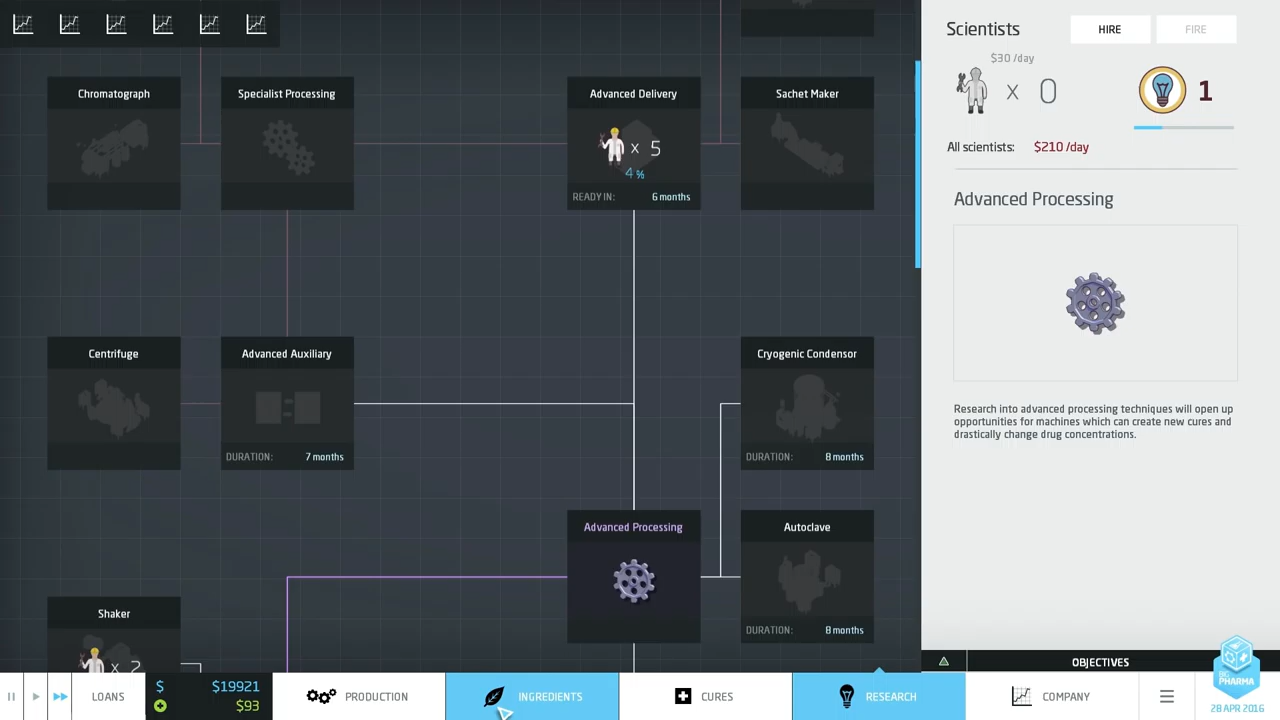 Scientists
HIRE
FIRE
$30 /day
x 0
1
All scientists: $210 /day
Chromatograph
Specialist Processing
Advanced Delivery
x 5
4 %
READY IN: 6 months
Sachet Maker
Advanced Processing
Research into advanced processing techniques will open up
opportunities for machines which can create new cures and
drastically change drug concentrations.
Centrifuge
Advanced Auxiliary
DURATION: 7 months
Cryogenic Condensor
DURATION: 8 months
Advanced Processing
Autoclave
DURATION: 8 months
Shaker
x 2
OBJECTIVES
LOANS
$ $19921
$93
PRODUCTION
INGREDIENTS
CURES
RESEARCH
COMPANY
BIG
PHARMA
28 APR 2016